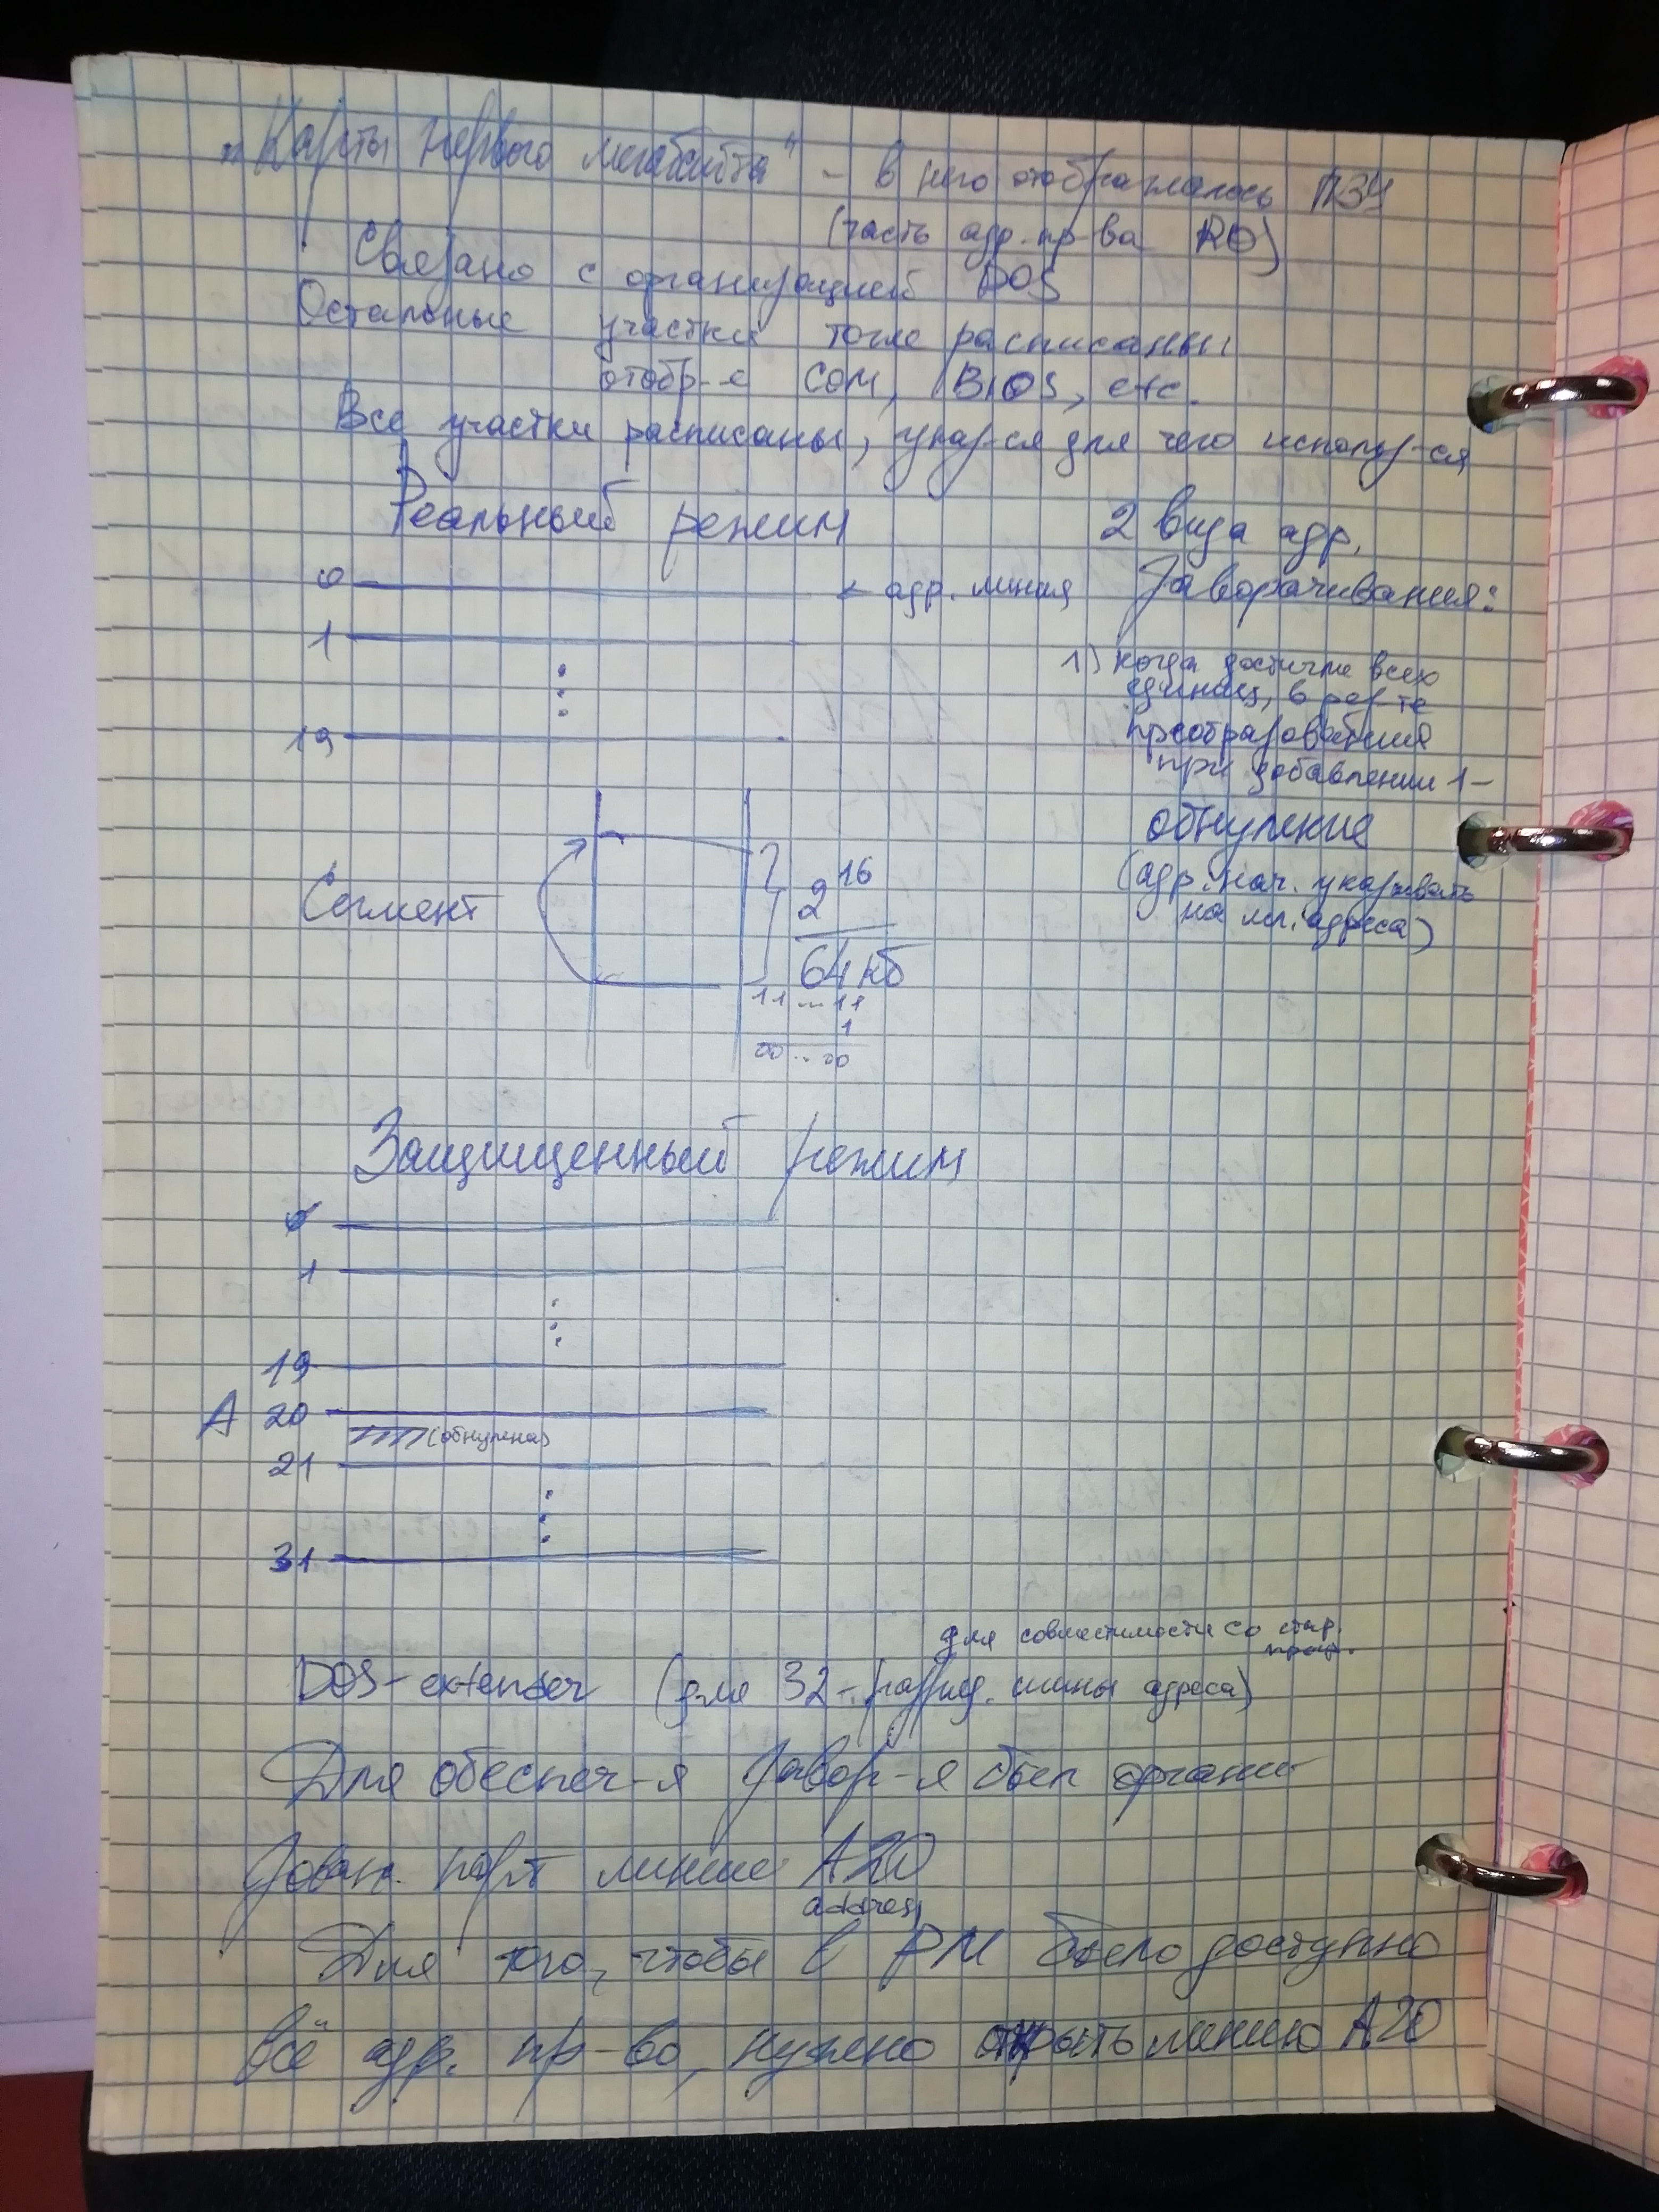 „Карты первого мегабайта" - в него отображалось ПЗУ
(часть адр. пр-ва RO)
Связано с организацией DOS
Остальные участки тоже расписаны
отобр-е COM, BIOS, etc.
Все участки расписаны, указ-ся для чего использ-ся
Реальный режим
2 вида адр.
заворачивания:
0
← адр. линия
1
⋮
19
1) когда достигли всех
единиц, в рез-те
преобразования
при добавлении 1 -
обнуление
(адр. нач. указывать
на мл. адреса)
Сегмент
2^16
64 кб
11...11
1
00...00
Защищенный режим
0
1
⋮
19
A 20
(обнулена)
21
⋮
31
для совместимости со стар.
прог.
DOS-extender (для 32-разряд. шины адреса)
Для обеспеч-я завор-я был органи-
зован порт линии A20
address
Для того, чтобы в PM было доступно
всё адр. пр-во, нужно открыть линию A20